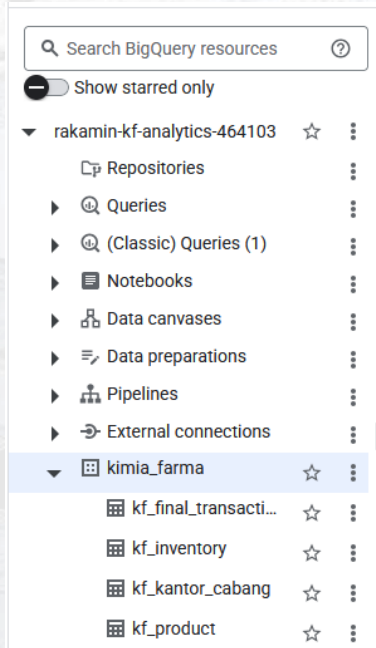 Search BigQuery resources
Show starred only
rakamin-kf-analytics-464103
Repositories
Queries
(Classic) Queries (1)
Notebooks
Data canvases
Data preparations
Pipelines
External connections
kimia_farma
kf_final_transacti...
kf_inventory
kf_kantor_cabang
kf_product